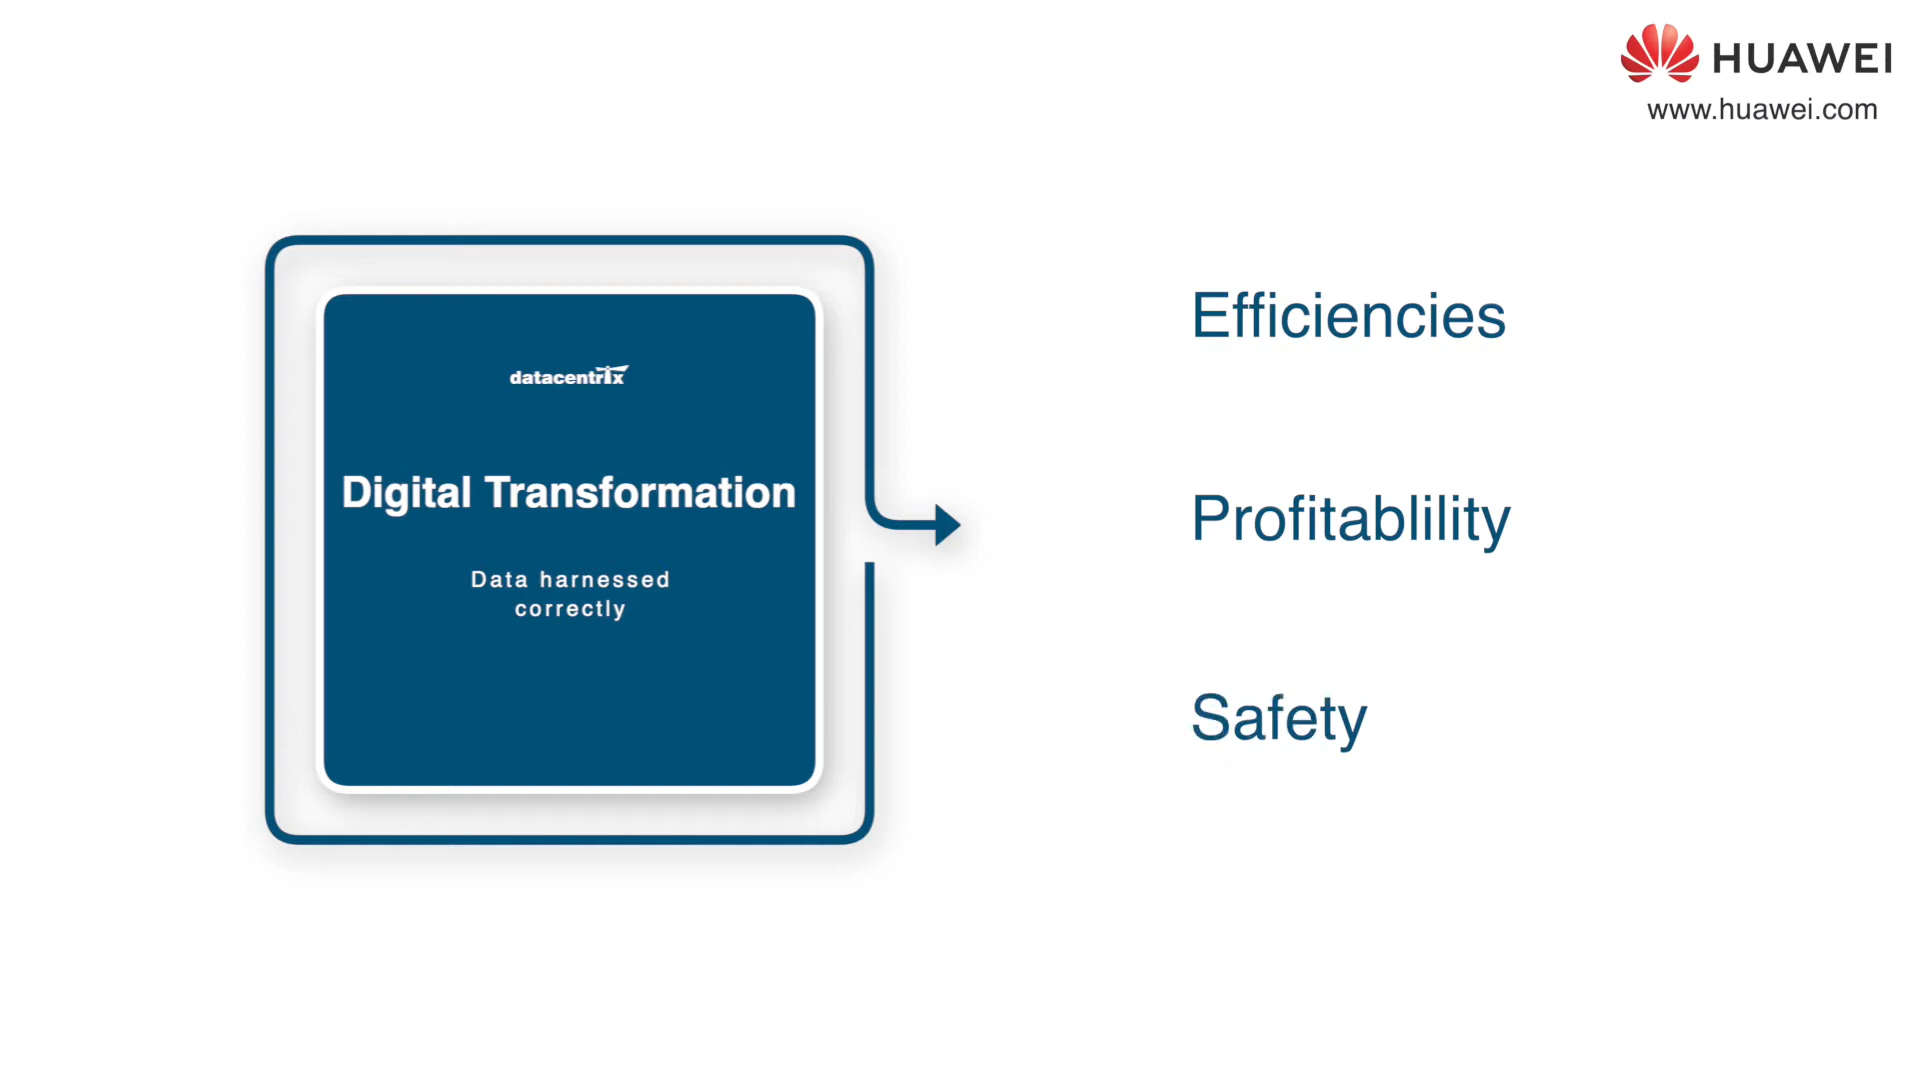 HUAWEI
www.huawei.com
datacentrix
Digital Transformation
Data harnessed
correctly
Efficiencies
Profitablility
Safety